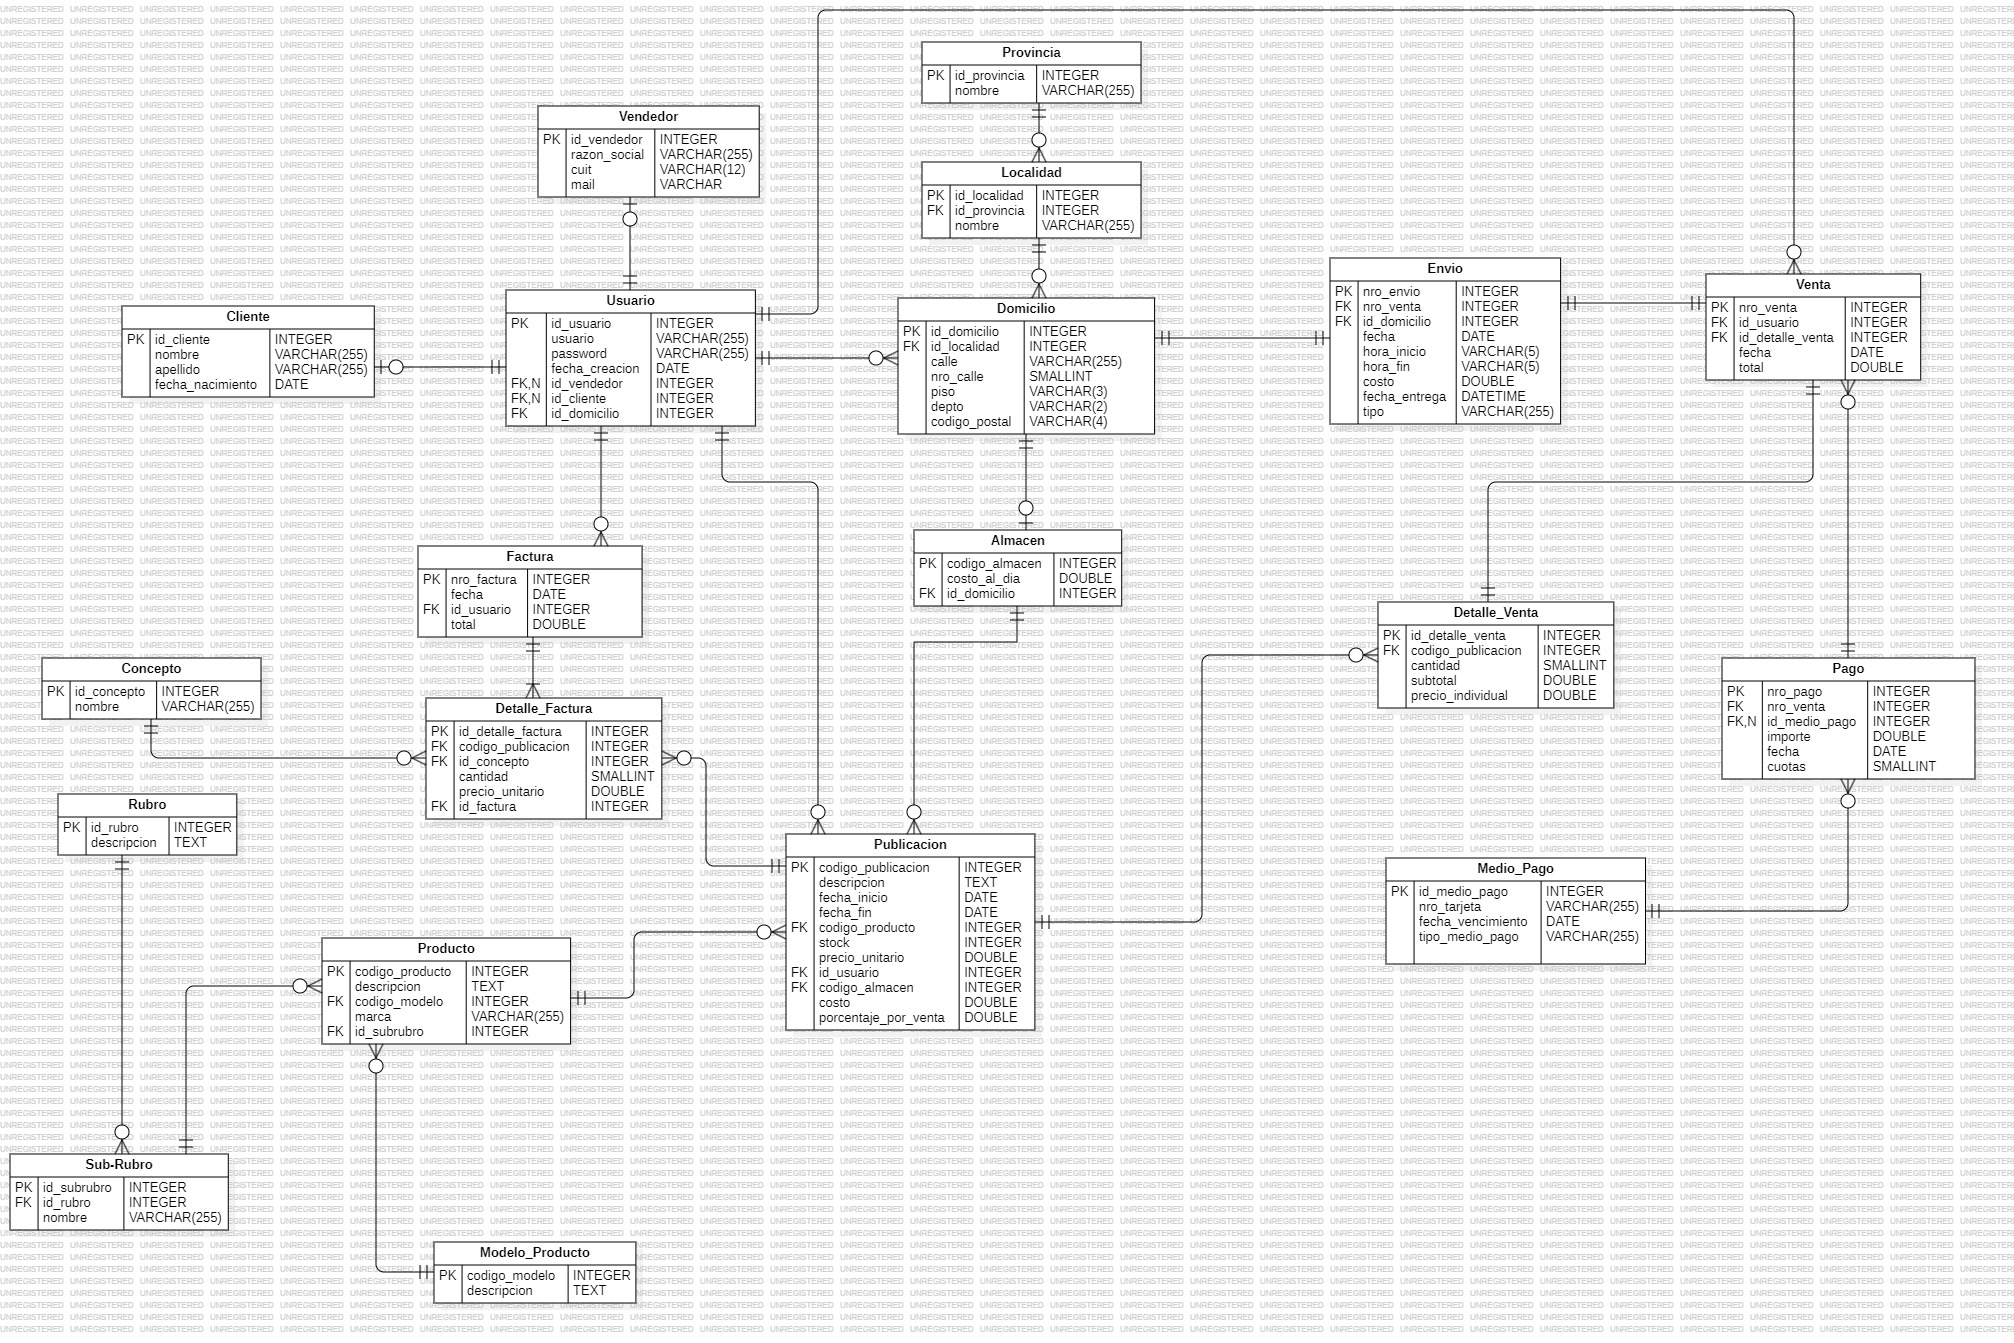 Provincia
PK id_provincia INTEGER
nombre VARCHAR(255)
Vendedor
PK id_vendedor INTEGER
razon_social VARCHAR(255)
cuit VARCHAR(12)
mail VARCHAR
Localidad
PK id_localidad INTEGER
FK id_provincia INTEGER
nombre VARCHAR(255)
Envio
PK nro_envio INTEGER
FK nro_venta INTEGER
FK id_domicilio INTEGER
fecha DATE
hora_inicio VARCHAR(5)
hora_fin VARCHAR(5)
costo DOUBLE
fecha_entrega DATETIME
tipo VARCHAR(255)
Venta
PK nro_venta INTEGER
FK id_usuario INTEGER
FK id_detalle_venta INTEGER
fecha DATE
total DOUBLE
Cliente
PK id_cliente INTEGER
nombre VARCHAR(255)
apellido VARCHAR(255)
fecha_nacimiento DATE
Usuario
PK id_usuario INTEGER
usuario VARCHAR(255)
password VARCHAR(255)
fecha_creacion DATE
FK,N id_vendedor INTEGER
FK,N id_cliente INTEGER
FK id_domicilio INTEGER
Domicilio
PK id_domicilio INTEGER
FK id_localidad INTEGER
calle VARCHAR(255)
nro_calle SMALLINT
piso VARCHAR(3)
depto VARCHAR(2)
codigo_postal VARCHAR(4)
Factura
PK nro_factura INTEGER
fecha DATE
FK id_usuario INTEGER
total DOUBLE
Almacen
PK codigo_almacen INTEGER
costo_al_dia DOUBLE
FK id_domicilio INTEGER
Detalle_Venta
PK id_detalle_venta INTEGER
FK codigo_publicacion INTEGER
cantidad SMALLINT
subtotal DOUBLE
precio_individual DOUBLE
Concepto
PK id_concepto INTEGER
nombre VARCHAR(255)
Detalle_Factura
PK id_detalle_factura INTEGER
FK codigo_publicacion INTEGER
FK id_concepto INTEGER
cantidad SMALLINT
precio_unitario DOUBLE
FK id_factura INTEGER
Pago
PK nro_pago INTEGER
FK nro_venta INTEGER
FK,N id_medio_pago INTEGER
importe DOUBLE
fecha DATE
cuotas SMALLINT
Rubro
PK id_rubro INTEGER
descripcion TEXT
Publicacion
PK codigo_publicacion INTEGER
descripcion TEXT
fecha_inicio DATE
fecha_fin DATE
FK codigo_producto INTEGER
stock INTEGER
precio_unitario DOUBLE
FK id_usuario INTEGER
FK codigo_almacen INTEGER
costo DOUBLE
porcentaje_por_venta DOUBLE
Medio_Pago
PK id_medio_pago INTEGER
nro_tarjeta VARCHAR(255)
fecha_vencimiento DATE
tipo_medio_pago VARCHAR(255)
Producto
PK codigo_producto INTEGER
descripcion TEXT
FK codigo_modelo INTEGER
marca VARCHAR(255)
FK id_subrubro INTEGER
Sub-Rubro
PK id_subrubro INTEGER
FK id_rubro INTEGER
nombre VARCHAR(255)
Modelo_Producto
PK codigo_modelo INTEGER
descripcion TEXT
UNREGISTERED